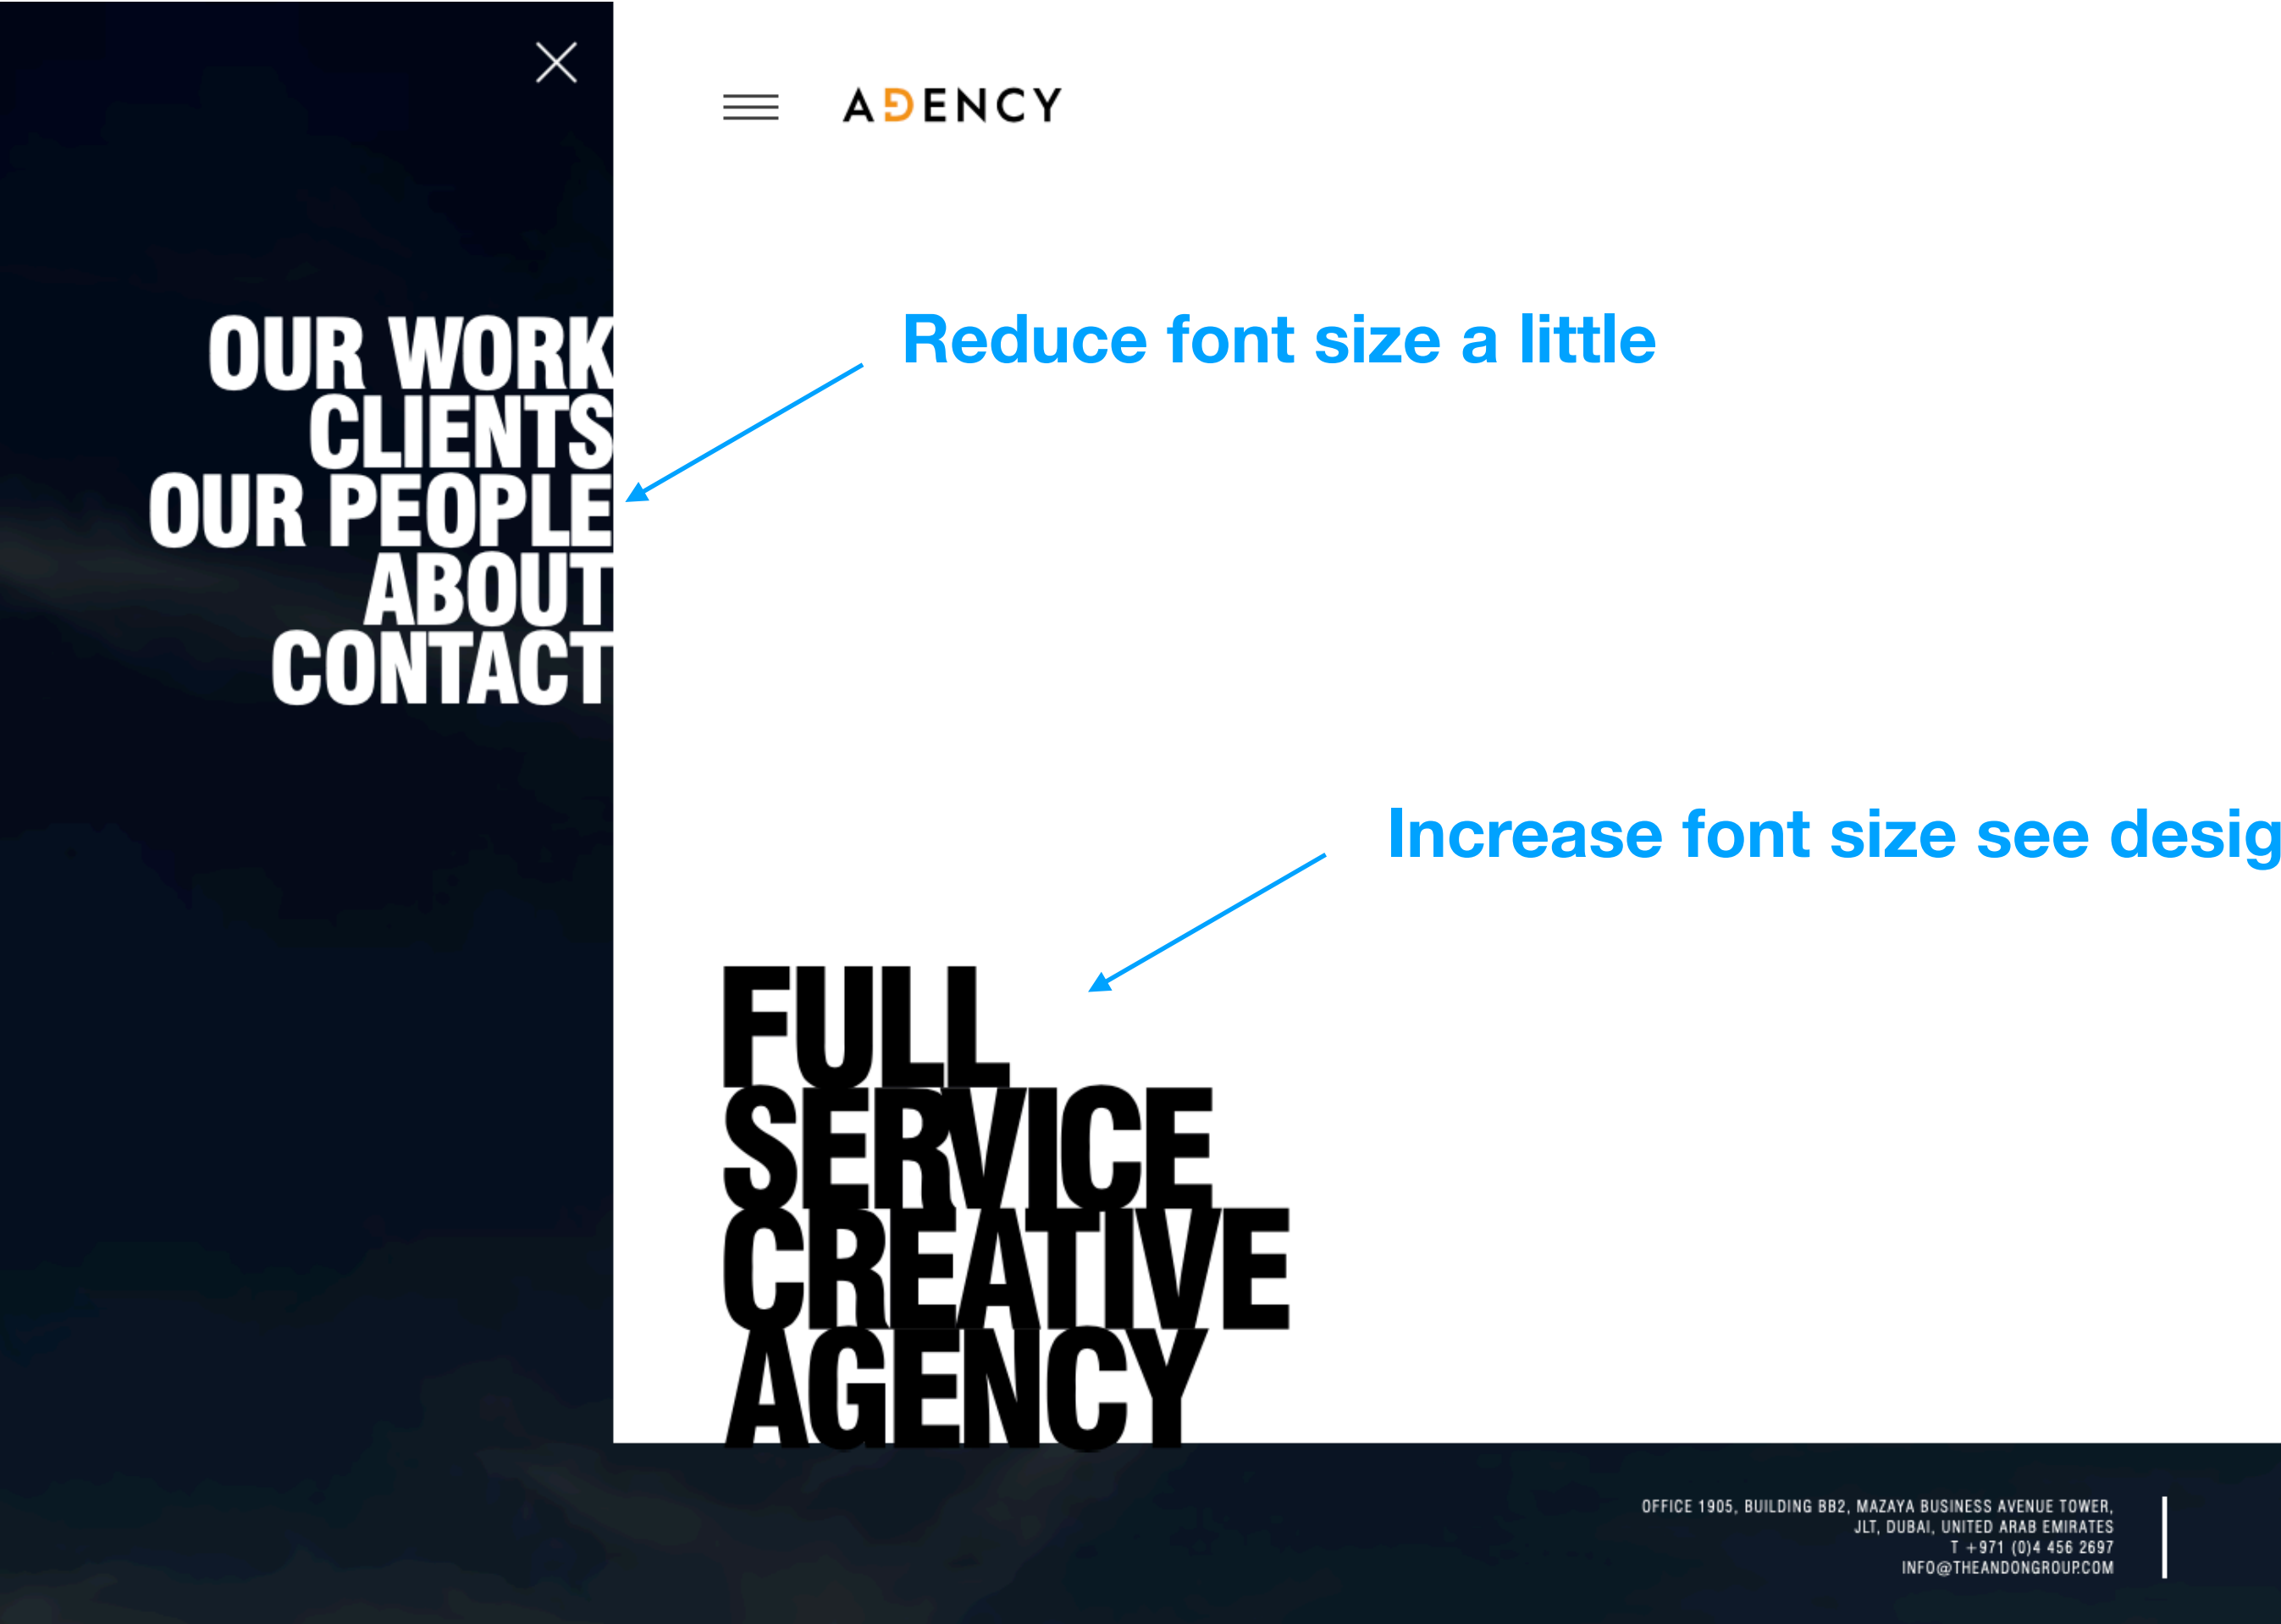 ADENCY
Reduce font size a little
OUR WORK
CLIENTS
OUR PEOPLE
ABOUT
CONTACT
Increase font size see desig
FULL
SERVICE
CREATIVE
AGENCY
OFFICE 1905, BUILDING BB2, MAZAYA BUSINESS AVENUE TOWER,
JLT, DUBAI, UNITED ARAB EMIRATES
T +971 (0)4 456 2697
INFO@THEANDONGROUP.COM